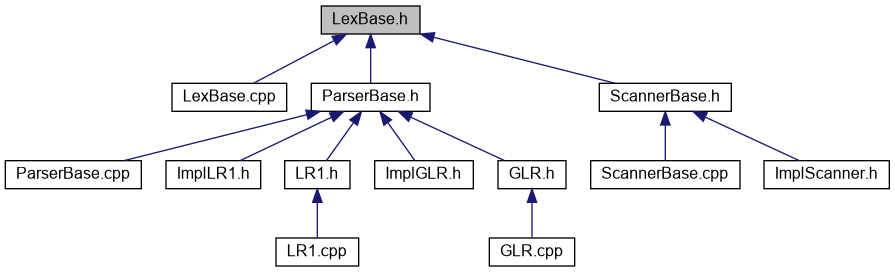 LexBase.h
LexBase.cpp
ParserBase.h
ScannerBase.h
ParserBase.cpp
ImplLR1.h
LR1.h
ImplGLR.h
GLR.h
ScannerBase.cpp
ImplScanner.h
LR1.cpp
GLR.cpp